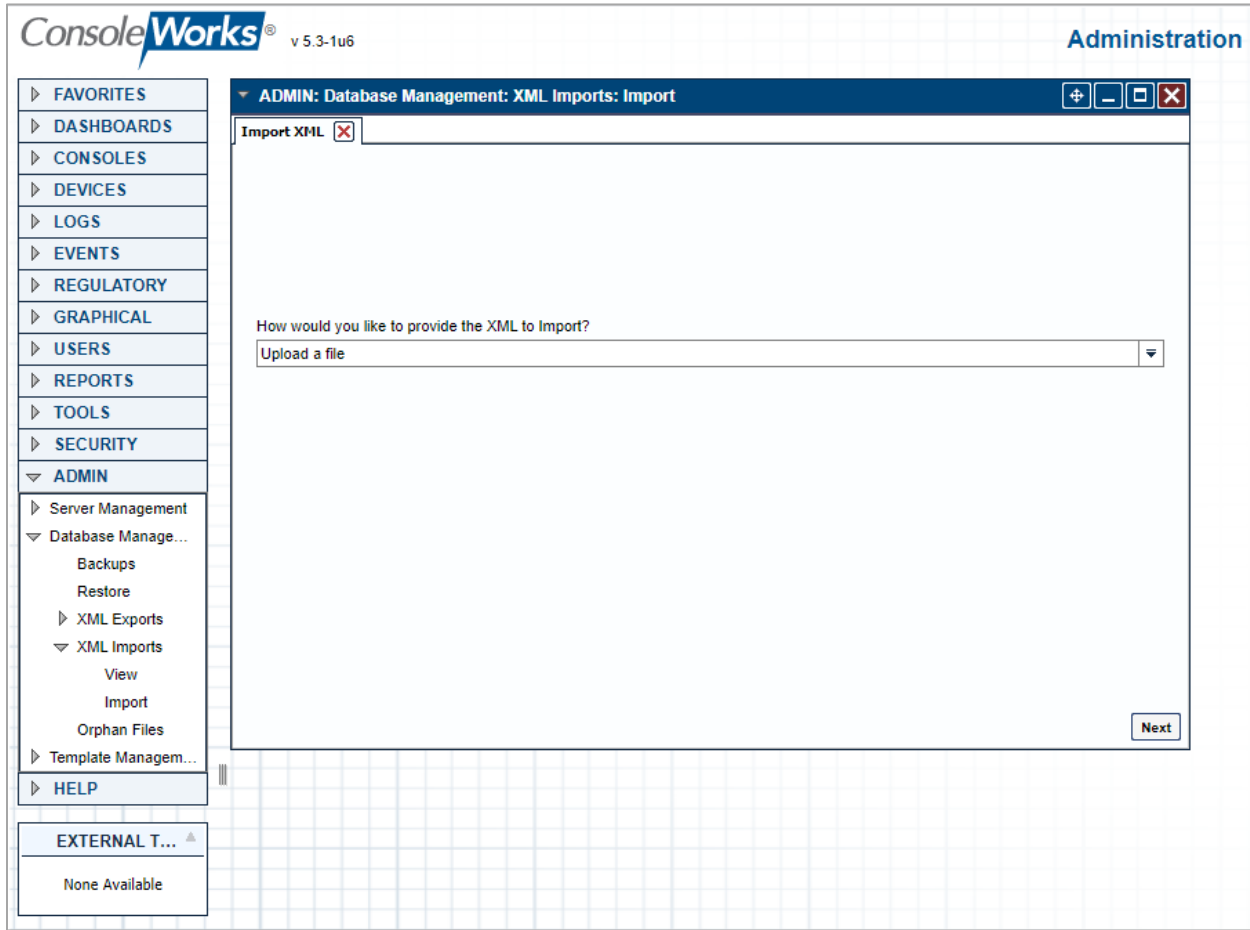 ConsoleWorks® v 5.3-1u6
Administration
FAVORITES
DASHBOARDS
CONSOLES
DEVICES
LOGS
EVENTS
REGULATORY
GRAPHICAL
USERS
REPORTS
TOOLS
SECURITY
ADMIN
Server Management
Database Manage...
Backups
Restore
XML Exports
XML Imports
View
Import
Orphan Files
Template Managem...
HELP
EXTERNAL T...
None Available
ADMIN: Database Management: XML Imports: Import
Import XML
How would you like to provide the XML to Import?
Upload a file
Next